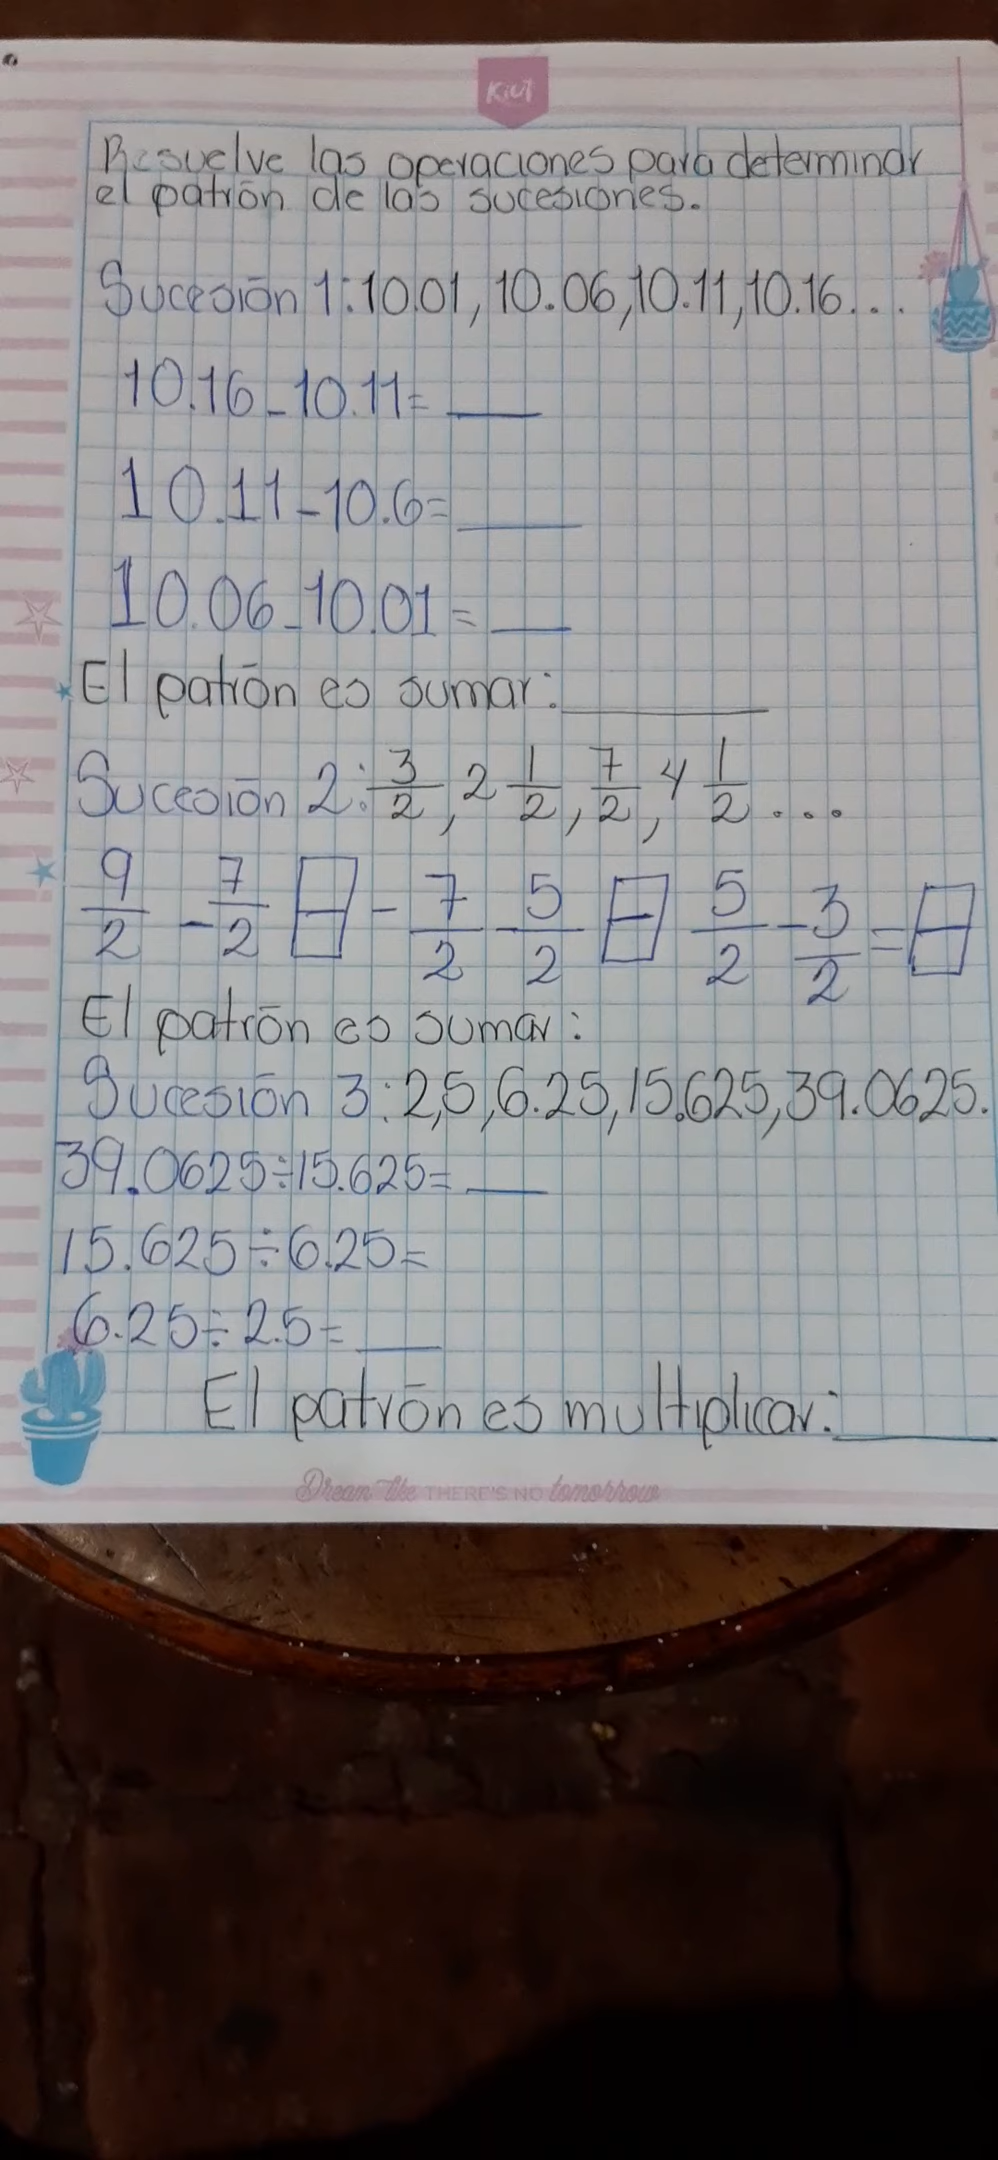 KIUT
Resuelve las operaciones para determinar
el patrón de las sucesiones.
Sucesión 1: 10.01, 10.06, 10.11, 10.16...
10.16 - 10.11 = ___
10.11 - 10.6 = ___
10.06 - 10.01 = ___
El patrón es sumar: ___
Sucesión 2: 3/2, 2 1/2, 7/2, 4 1/2 ...
9/2 - 7/2 □ - 7/2 - 5/2 □ 5/2 - 3/2 = □
El patrón es sumar:
Sucesión 3: 2,5, 6.25, 15.625, 39.0625.
39.0625 ÷ 15.625 = ___
15.625 ÷ 6.25 =
6.25 ÷ 2.5 = ___
El patrón es multiplicar: ___
Dream like THERE'S NO tomorrow